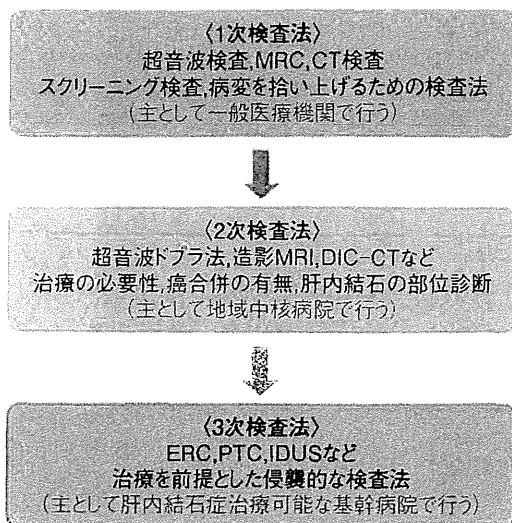 〈1次検査法〉
超音波検査,MRC,CT検査
スクリーニング検査,病変を拾い上げるための検査法
(主として一般医療機関で行う)
〈2次検査法〉
超音波ドプラ法,造影MRI,DIC-CTなど
治療の必要性,癌合併の有無,肝内結石の部位診断
(主として地域中核病院で行う)
〈3次検査法〉
ERC,PTC,IDUSなど
治療を前提とした侵襲的な検査法
(主として肝内結石症治療可能な基幹病院で行う)